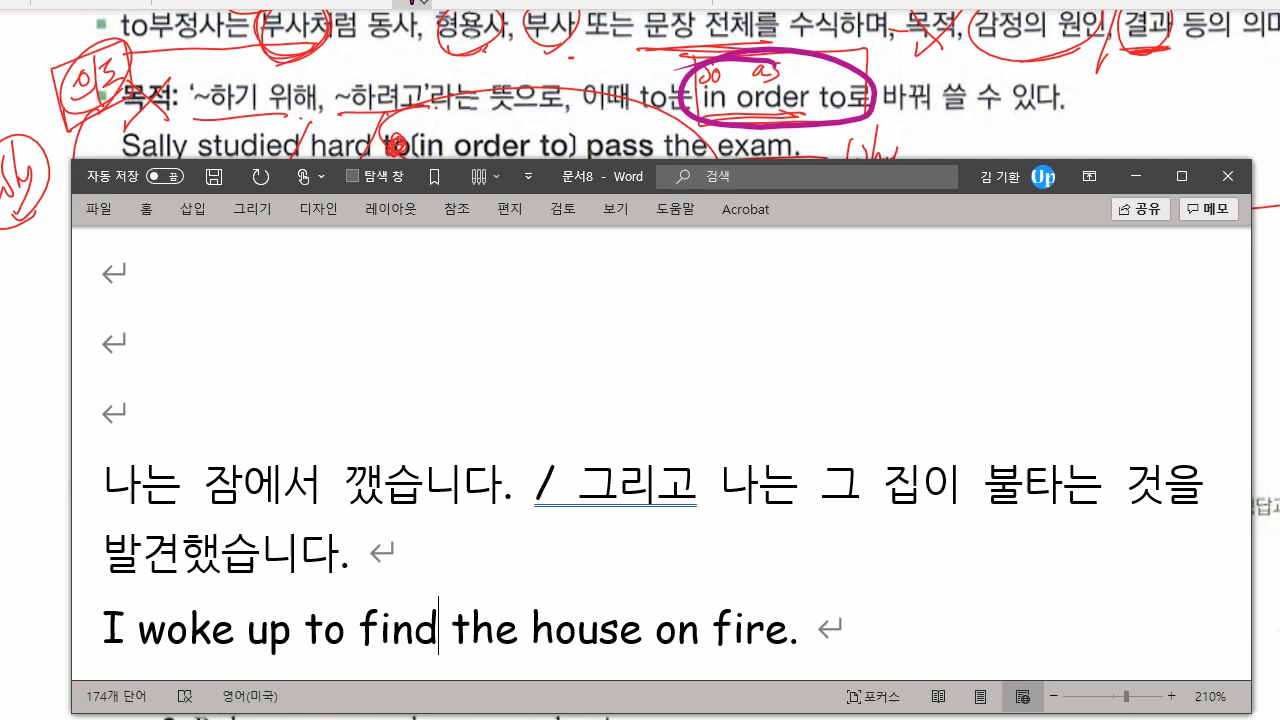 to부정사는 부사처럼 동사, 형용사, 부사 또는 문장 전체를 수식하며, 목적, 감정의 원인, 결과 등의 의미
의도
목적: ‘~하기 위해, ~하려고’라는 뜻으로, 이때 to는 in order to로 바꿔 쓸 수 있다.
so as
Sally studied hard to(in order to) pass the exam.
why
자동 저장 문서8 - Word 검색 김 기환 Up
탐색 창
파일 홈 삽입 그리기 디자인 레이아웃 참조 편지 검토 보기 도움말 Acrobat 공유 메모
나는 잠에서 깼습니다. / 그리고 나는 그 집이 불타는 것을
발견했습니다.
I woke up to find the house on fire.
174개 단어 영어(미국) 포커스 210%